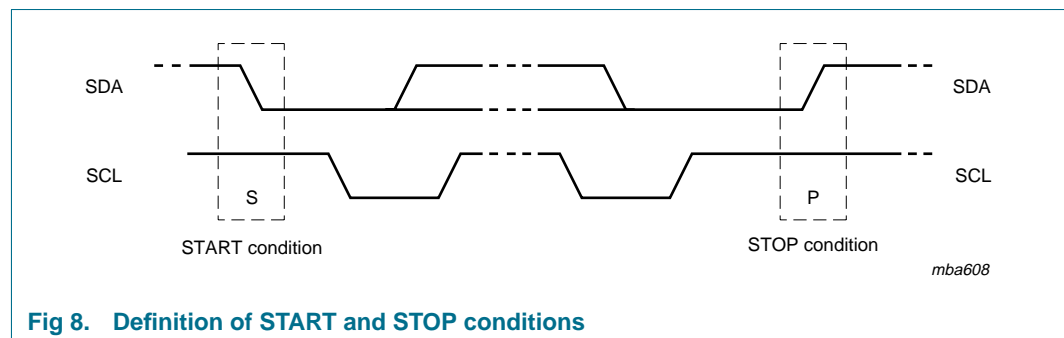 SDA SDA
SCL SCL
S P
START condition STOP condition
mba608
Fig 8. Definition of START and STOP conditions